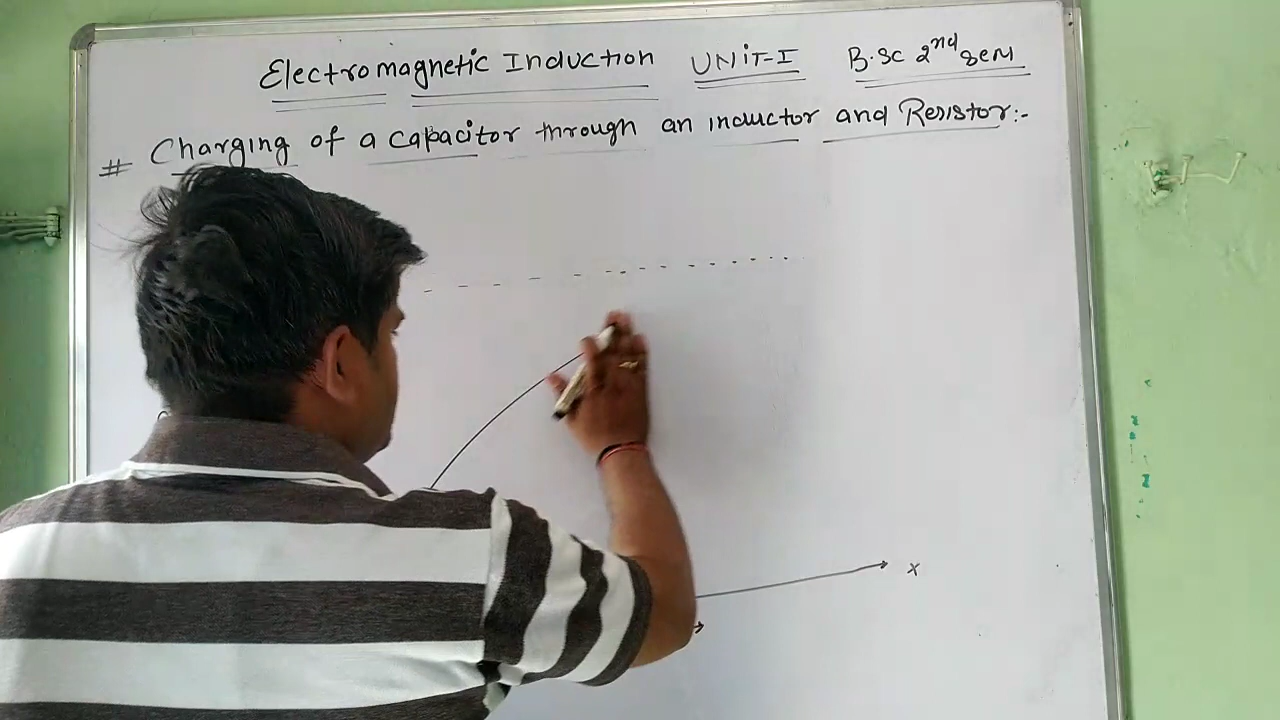 Electromagnetic Induction UNiT-I B.Sc 2nd Sem
# Charging of a capacitor through an inductor and Resistor:-
x